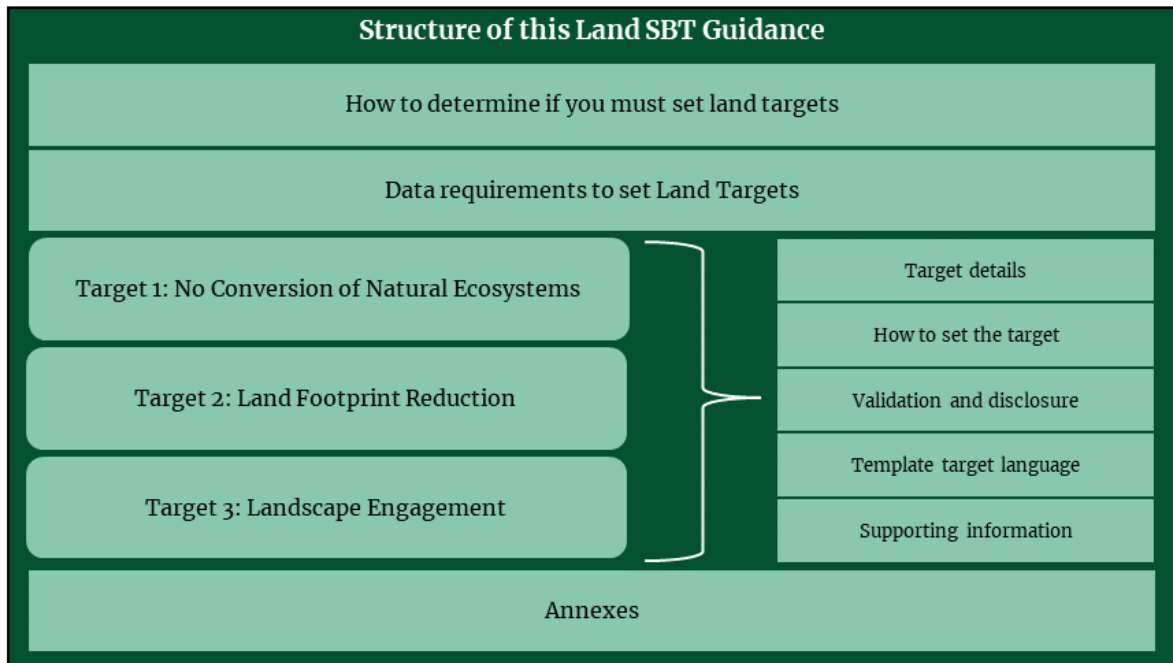 Structure of this Land SBT Guidance
How to determine if you must set land targets
Data requirements to set Land Targets
Target 1: No Conversion of Natural Ecosystems
Target 2: Land Footprint Reduction
Target 3: Landscape Engagement
Target details
How to set the target
Validation and disclosure
Template target language
Supporting information
Annexes